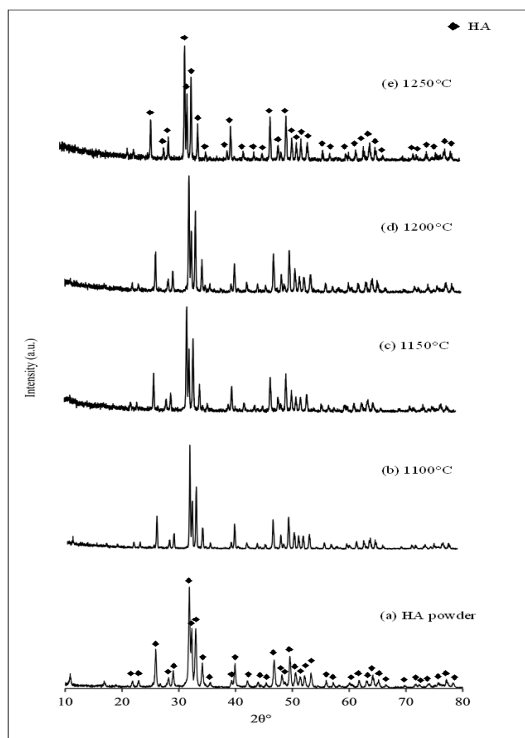 ◆ HA
(e) 1250°C
(d) 1200°C
(c) 1150°C
(b) 1100°C
(a) HA powder
Intensity (a.u.)
10 20 30 40 50 60 70 80
2θ°